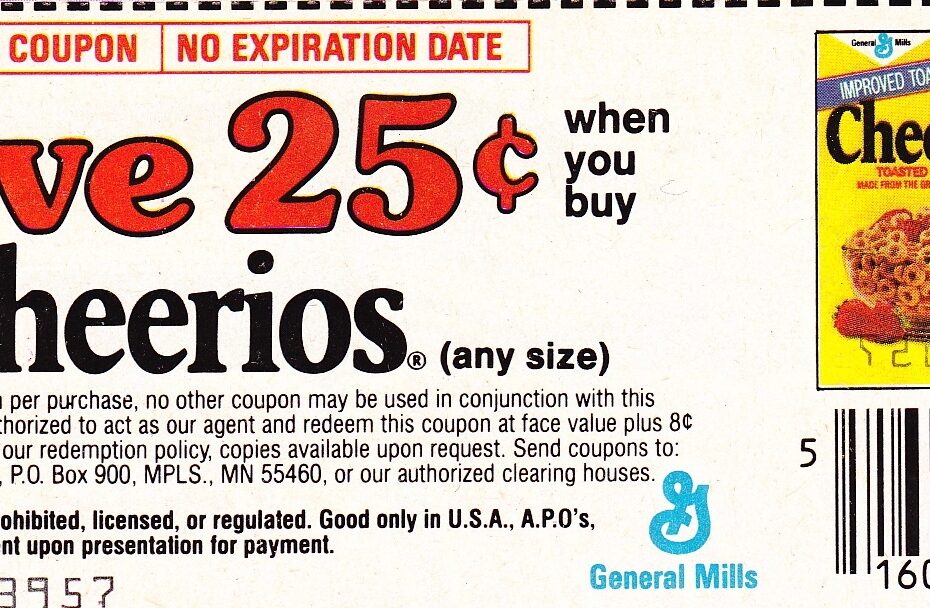 COUPON NO EXPIRATION DATE
ve 25¢ when
you
buy
heerios® (any size)
per purchase, no other coupon may be used in conjunction with this
thorized to act as our agent and redeem this coupon at face value plus 8¢
our redemption policy, copies available upon request. Send coupons to:
, P.O. Box 900, MPLS., MN 55460, or our authorized clearing houses.
ohibited, licensed, or regulated. Good only in U.S.A., A.P.O's,
nt upon presentation for payment.
3957
General Mills
General Mills
IMPROVED TOA
Chee
TOASTED
MADE FROM THE GR
5
160